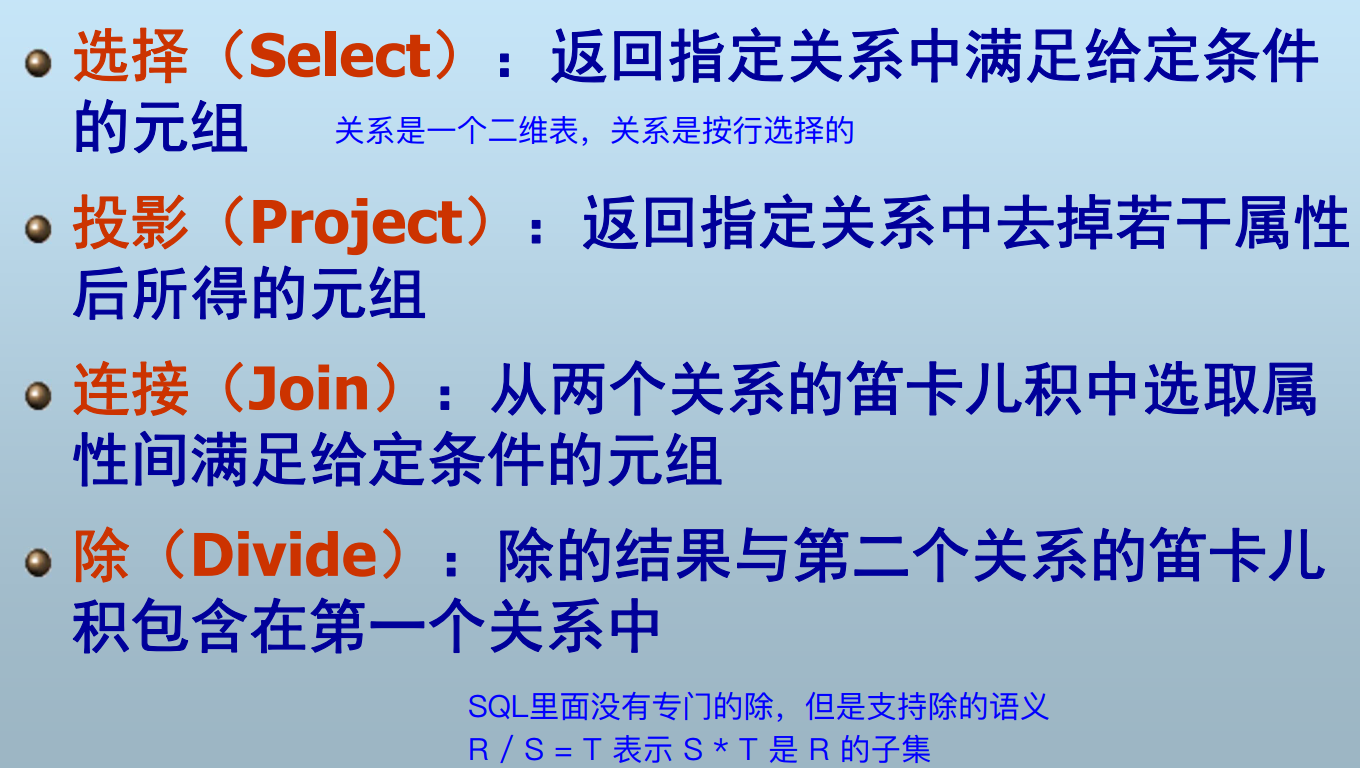 选择（Select）：返回指定关系中满足给定条件
的元组
关系是一个二维表，关系是按行选择的
投影（Project）：返回指定关系中去掉若干属性
后所得的元组
连接（Join）：从两个关系的笛卡儿积中选取属
性间满足给定条件的元组
除（Divide）：除的结果与第二个关系的笛卡儿
积包含在第一个关系中
SQL里面没有专门的除，但是支持除的语义
R / S = T 表示 S * T 是 R 的子集